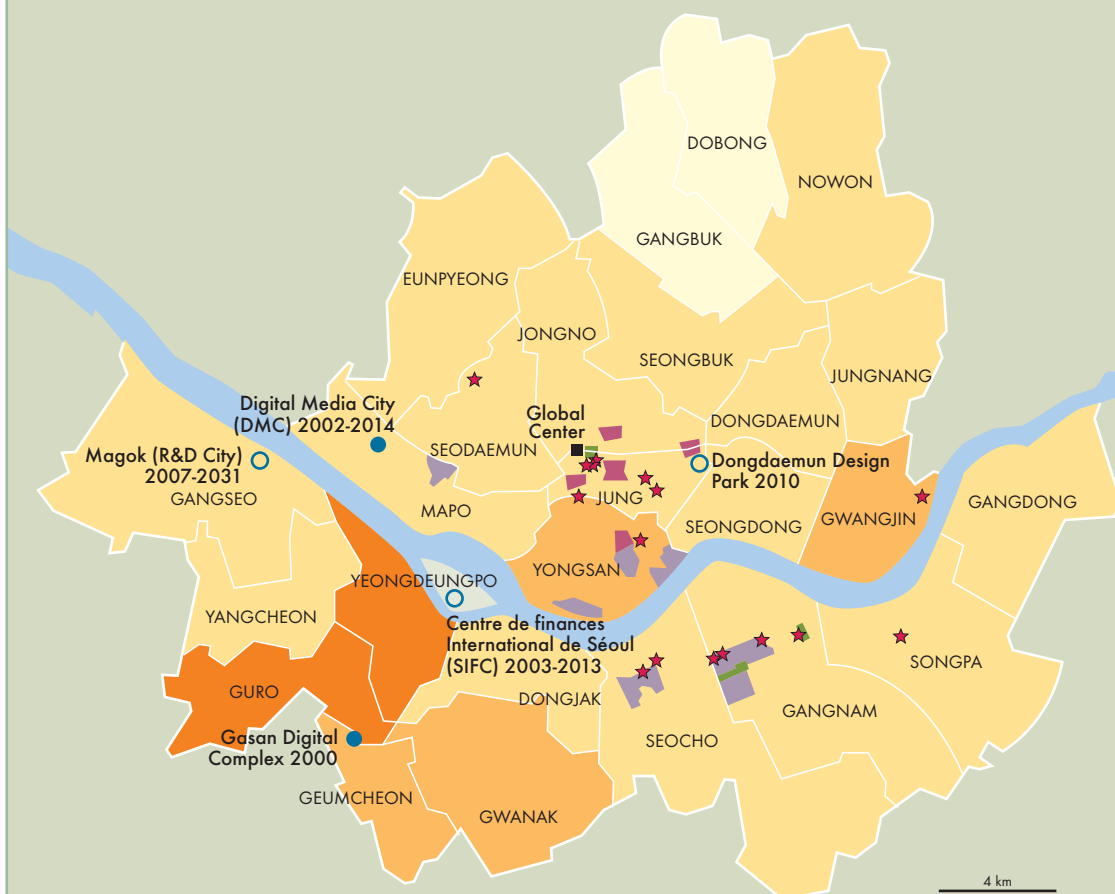 DOBONG
NOWON
GANGBUK
EUNPYEONG
JONGNO
SEONGBUK
JUNGNANG
Digital Media City
(DMC) 2002-2014
Global
Center
DONGDAEMUN
SEODAEMUN
Magok (R&D City)
2007-2031
Dongdaemun Design
Park 2010
GANGSEO
MAPO
JUNG
SEONGDONG
GWANGJIN
GANGDONG
YEONGDEUNGPO
YONGSAN
YANGCHEON
Centre de finances
International de Séoul
(SIFC) 2003-2013
SONGPA
GURO
DONGJAK
GANGNAM
Gasan Digital
Complex 2000
SEOCHO
GEUMCHEON
GWANAK
4 km